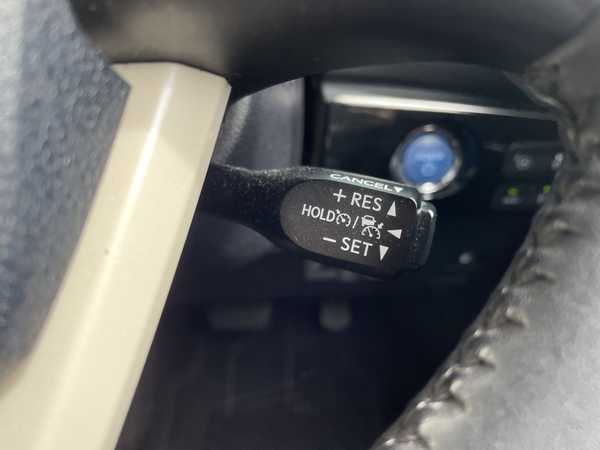 CANCEL▼
+ RES ▲
HOLD /
− SET ▼